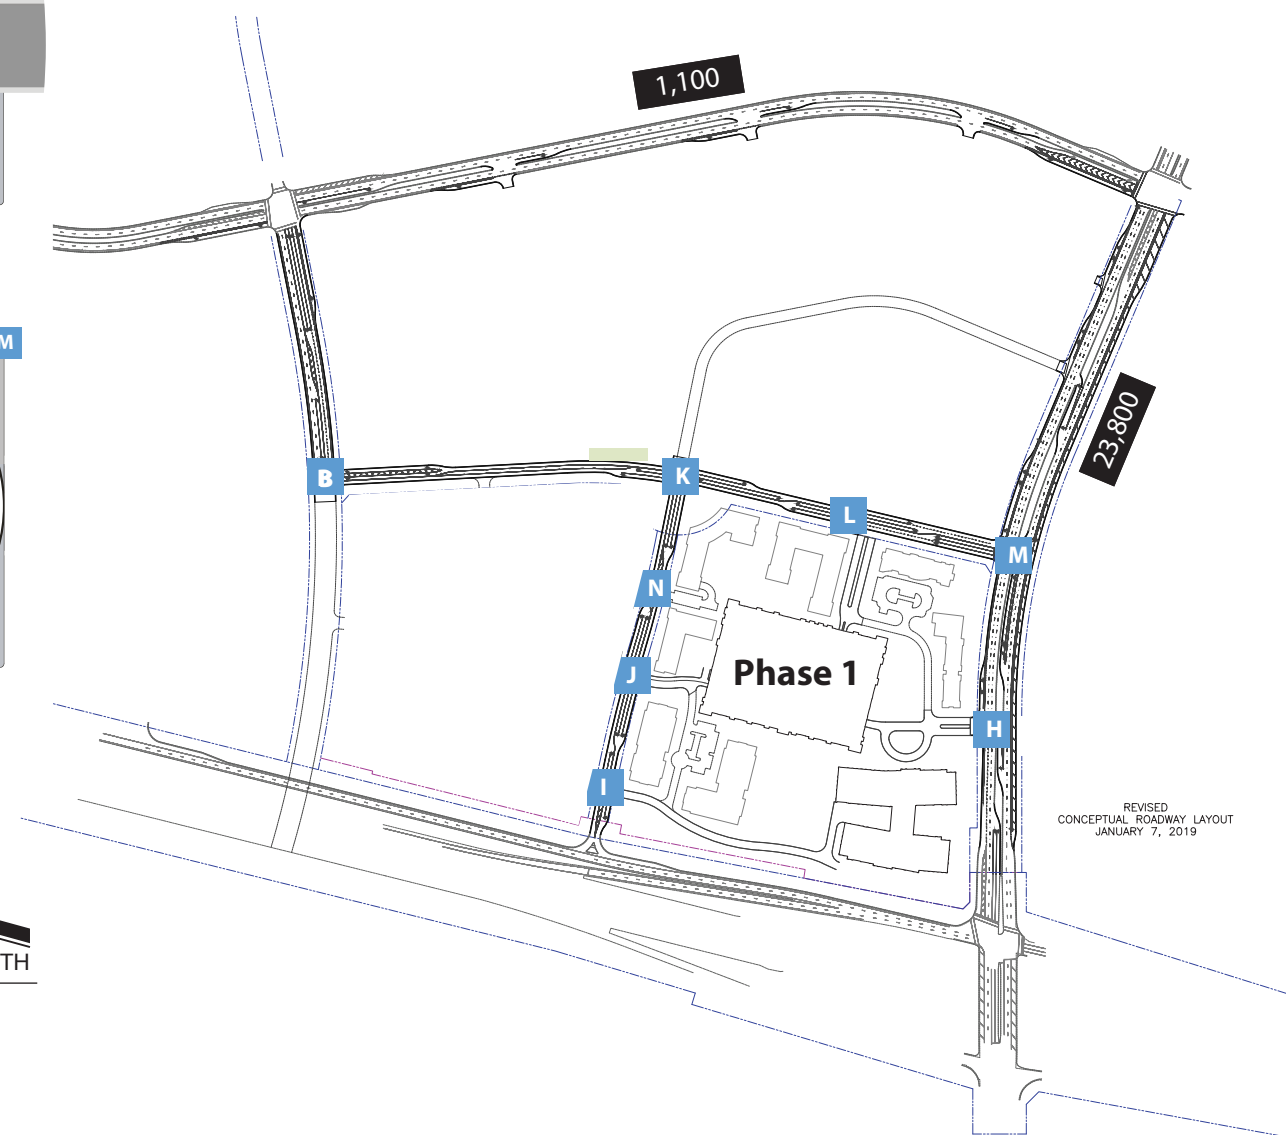 1,100
M
23,800
B
K
L
M
N
Phase 1
J
H
I
REVISED
CONCEPTUAL ROADWAY LAYOUT
JANUARY 7, 2019
TH